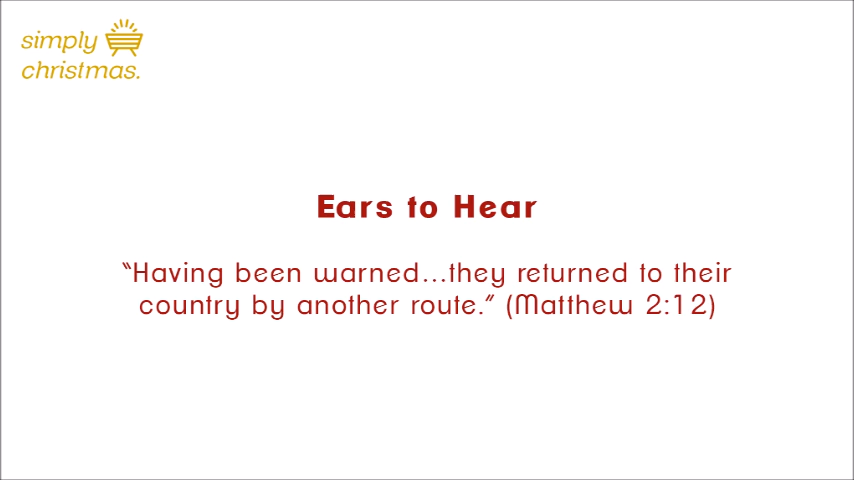 simply
christmas.
Ears to Hear
“Having been warned...they returned to their
country by another route.” (Matthew 2:12)